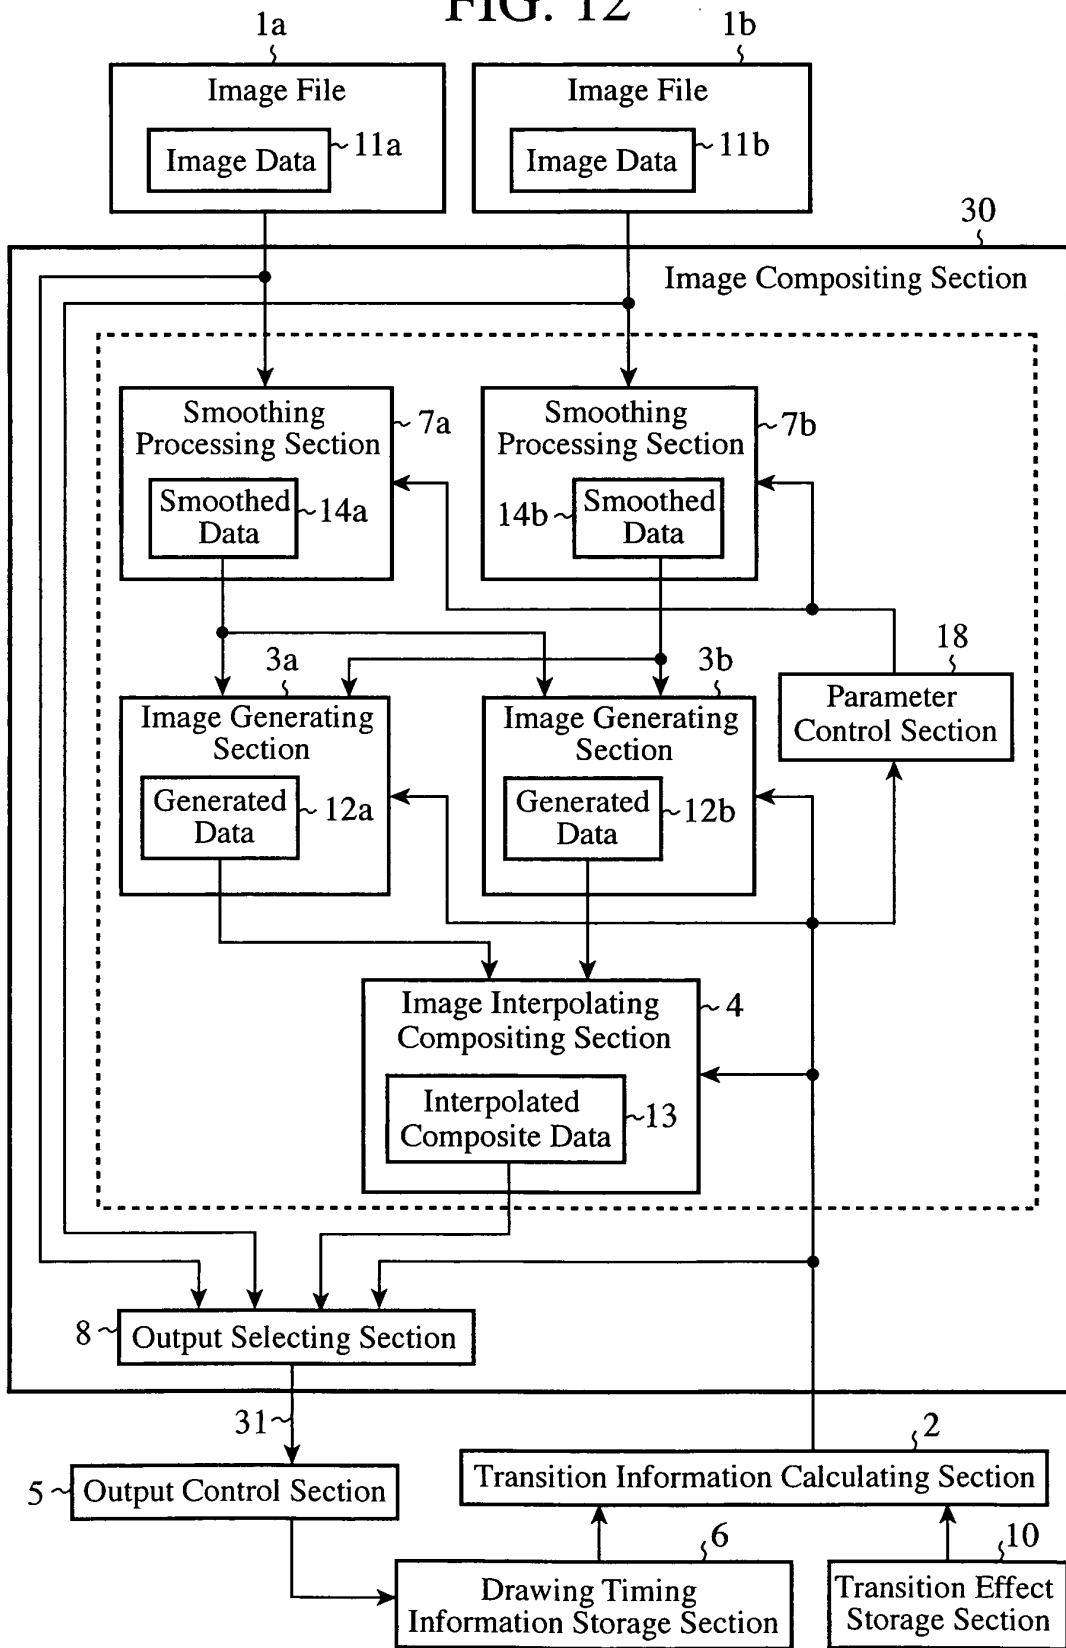 FIG. 12
1a
1b
Image File
Image File
Image Data
11a
Image Data
11b
30
Image Compositing Section
Smoothing
Processing Section
7a
Smoothing
Processing Section
7b
Smoothed
Data
14a
14b
Smoothed
Data
3a
3b
18
Image Generating
Section
Image Generating
Section
Parameter
Control Section
Generated
Data
12a
Generated
Data
12b
Image Interpolating
Compositing Section
4
Interpolated
Composite Data
13
8
Output Selecting Section
31
2
5
Output Control Section
Transition Information Calculating Section
6
10
Drawing Timing
Information Storage Section
Transition Effect
Storage Section